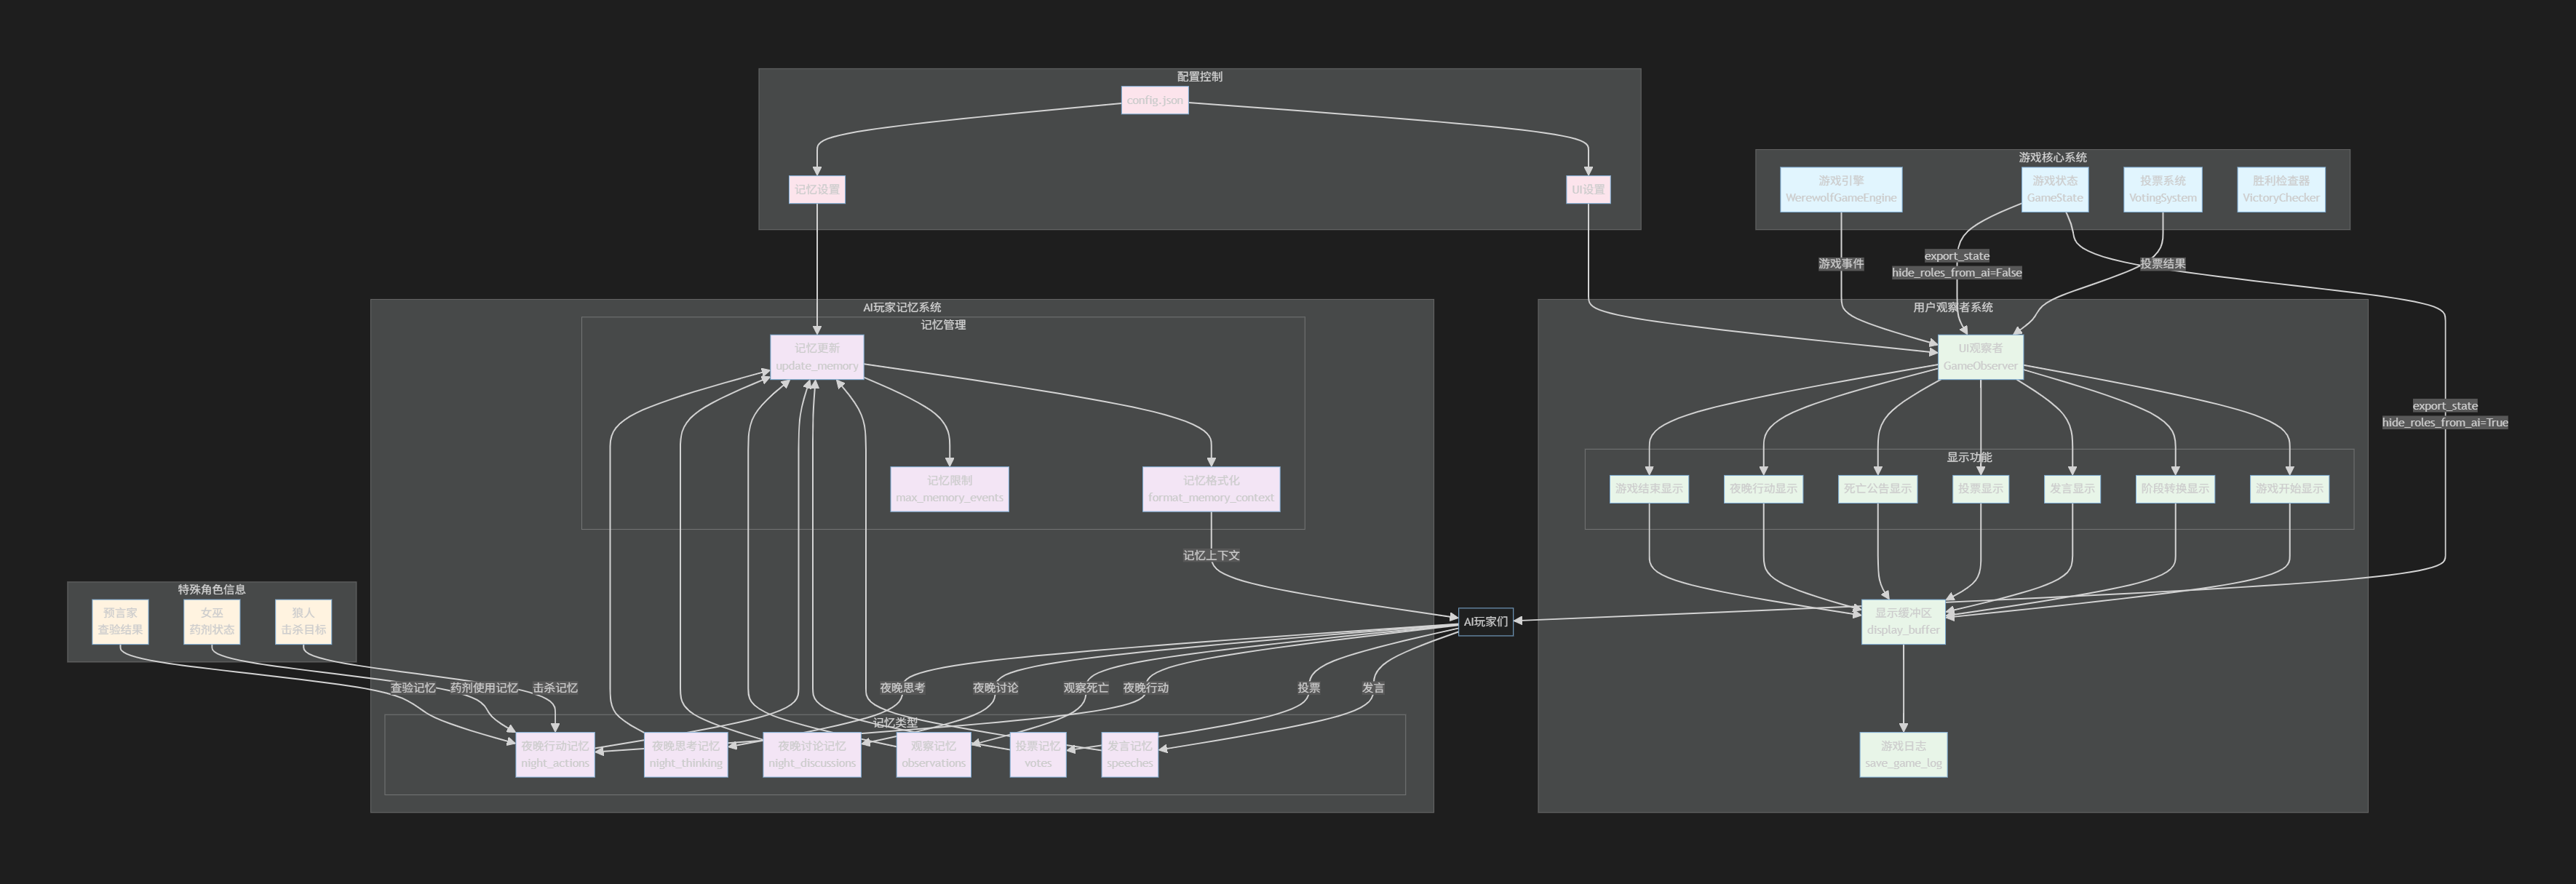 配置控制
config.json
记忆设置
UI设置
游戏核心系统
游戏引擎
WerewolfGameEngine
游戏状态
GameState
投票系统
VotingSystem
胜利检查器
VictoryChecker
游戏事件
export_state
hide_roles_from_ai=False
投票结果
export_state
hide_roles_from_ai=True
AI玩家记忆系统
记忆管理
记忆更新
update_memory
记忆限制
max_memory_events
记忆格式化
format_memory_context
记忆上下文
用户观察者系统
UI观察者
GameObserver
显示功能
游戏结束显示
夜晚行动显示
死亡公告显示
投票显示
发言显示
阶段转换显示
游戏开始显示
显示缓冲区
display_buffer
游戏日志
save_game_log
特殊角色信息
预言家
查验结果
女巫
药剂状态
狼人
击杀目标
AI玩家们
查验记忆
药剂使用记忆
击杀记忆
夜晚思考
夜晚讨论
观察死亡
夜晚行动
投票
发言
记忆类型
夜晚行动记忆
night_actions
夜晚思考记忆
night_thinking
夜晚讨论记忆
night_discussions
观察记忆
observations
投票记忆
votes
发言记忆
speeches